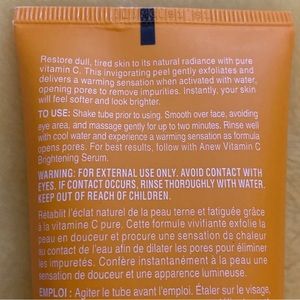 Restore dull, tired skin to its natural radiance with pure
vitamin C. This invigorating peel gently exfoliates and
delivers a warming sensation when activated with water,
opening pores to remove impurities. Instantly, your skin
will feel softer and look brighter.
TO USE: Shake tube prior to using. Smooth over face, avoiding
eye area, and massage gently for up to two minutes. Rinse well
with cool water and experience a warming sensation as formula
opens pores. For best results, follow with Anew Vitamin C
Brightening Serum.
WARNING: FOR EXTERNAL USE ONLY. AVOID CONTACT WITH
EYES. IF CONTACT OCCURS, RINSE THOROUGHLY WITH WATER.
KEEP OUT OF REACH OF CHILDREN.
Rétablit l'éclat naturel de la peau terne et fatiguée grâce
à la vitamine C pure. Cette formule vivifiante exfolie la
peau en douceur et procure une sensation de chaleur
au contact de l'eau afin de dilater les pores pour éliminer
les impuretés. Confère instantanément à la peau une
sensation de douceur et une apparence lumineuse.
EMPLOI : Agiter le tube avant l'emploi. Étaler sur le visage,